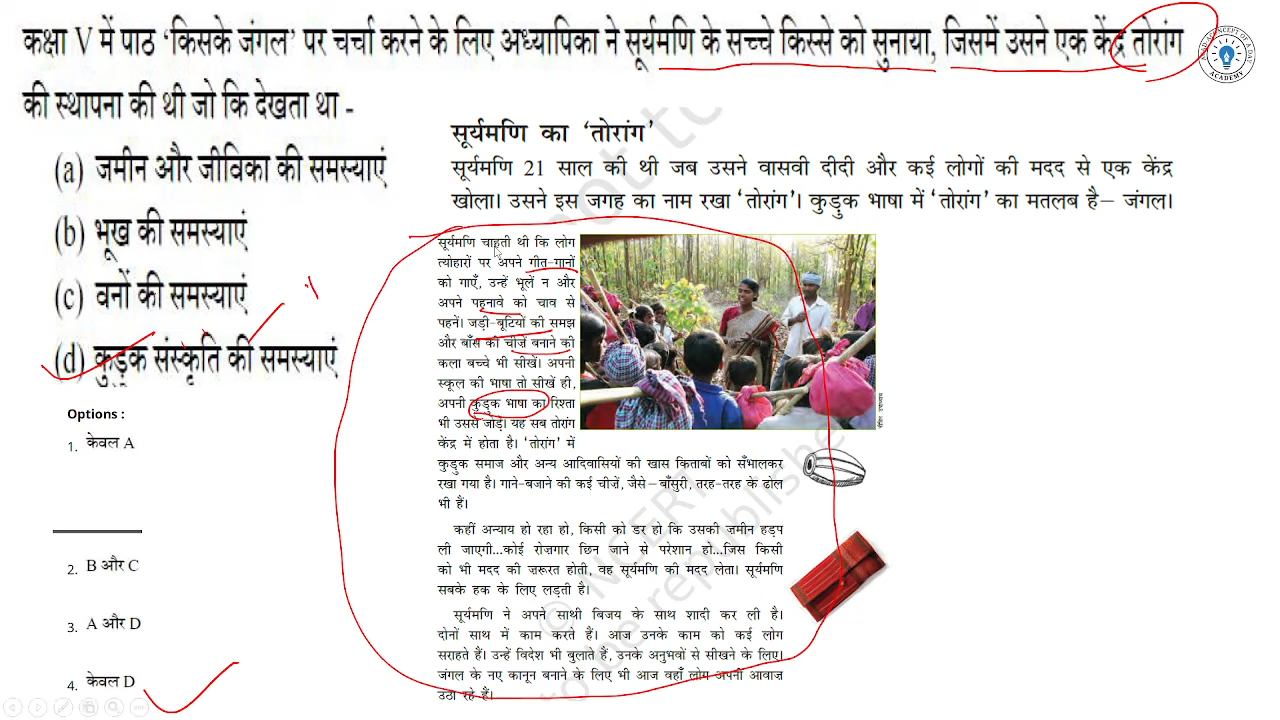 कक्षा V में पाठ ‘किसके जंगल’ पर चर्चा करने के लिए अध्यापिका ने सूर्यमणि के सच्चे किस्से को सुनाया, जिसमें उसने एक केंद्र तोरांग
की स्थापना की थी जो कि देखता था -
(a) जमीन और जीविका की समस्याएं
(b) भूख की समस्याएं
(c) वनों की समस्याएं
(d) कुड़ुक संस्कृति की समस्याएं
Options :
1. केवल A
2. B और C
3. A और D
4. केवल D
सूर्यमणि का ‘तोरांग’
सूर्यमणि 21 साल की थी जब उसने वासवी दीदी और कई लोगों की मदद से एक केंद्र
खोला। उसने इस जगह का नाम रखा ‘तोरांग’। कुड़ुक भाषा में ‘तोरांग’ का मतलब है– जंगल।
सूर्यमणि चाहती थी कि लोग
त्योहारों पर अपने गीत-गानों
को गाएँ, उन्हें भूलें न और
अपने पहनावे को चाव से
पहनें। जड़ी-बूटियों की समझ
और बाँस की चीज़ें बनाने की
कला बच्चे भी सीखें। अपनी
स्कूल की भाषा तो सीखें ही,
अपनी कुडुक भाषा का रिश्ता
भी उससे जोड़ें। यह सब तोरांग
केंद्र में होता है। ‘तोरांग’ में
कुडुक समाज और अन्य आदिवासियों की खास किताबों को सँभालकर
रखा गया है। गाने-बजाने की कई चीज़ें, जैसे–बाँसुरी, तरह-तरह के ढोल
भी हैं।
कहीं अन्याय हो रहा हो, किसी को डर हो कि उसकी ज़मीन हड़प
ली जाएगी...कोई रोज़गार छिन जाने से परेशान हो...जिस किसी
को भी मदद की ज़रूरत होती, वह सूर्यमणि की मदद लेता। सूर्यमणि
सबके हक के लिए लड़ती है।
सूर्यमणि ने अपने साथी बिजय के साथ शादी कर ली है।
दोनों साथ में काम करते हैं। आज उनके काम को कई लोग
सराहते हैं। उन्हें विदेश भी बुलाते हैं, उनके अनुभवों से सीखने के लिए।
जंगल के नए कानून बनाने के लिए भी आज वहाँ लोग अपनी आवाज़
उठा रहे हैं।
© NCERT
not to be republished
ACADEMY